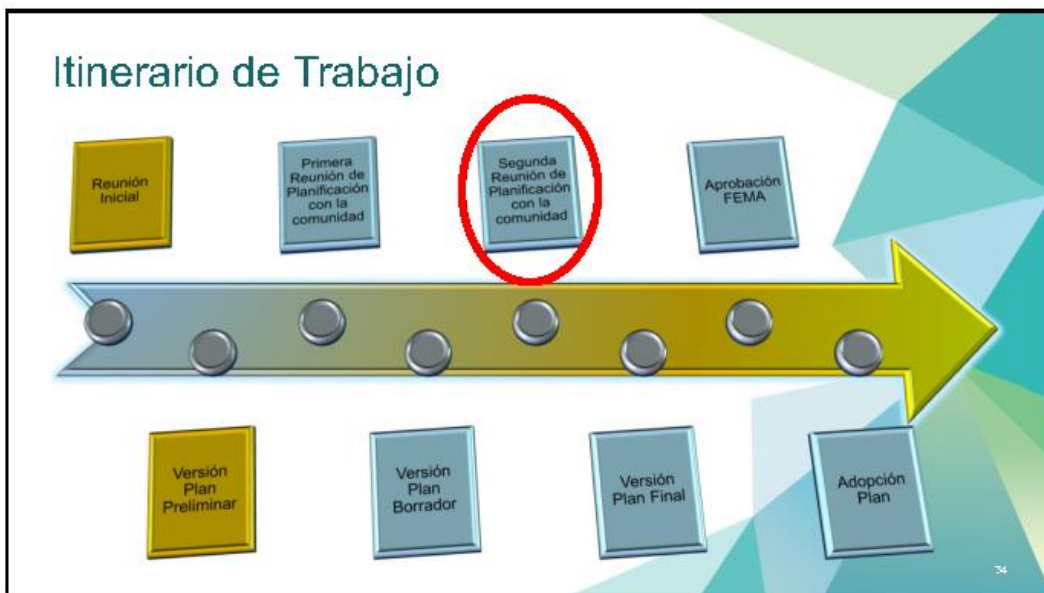 Itinerario de Trabajo
Reunión
Inicial
Primera
Reunión de
Planificación
con la
comunidad
Segunda
Reunión de
Planificación
con la
comunidad
Aprobación
FEMA
Versión
Plan
Preliminar
Versión
Plan
Borrador
Versión
Plan Final
Adopción
Plan
34